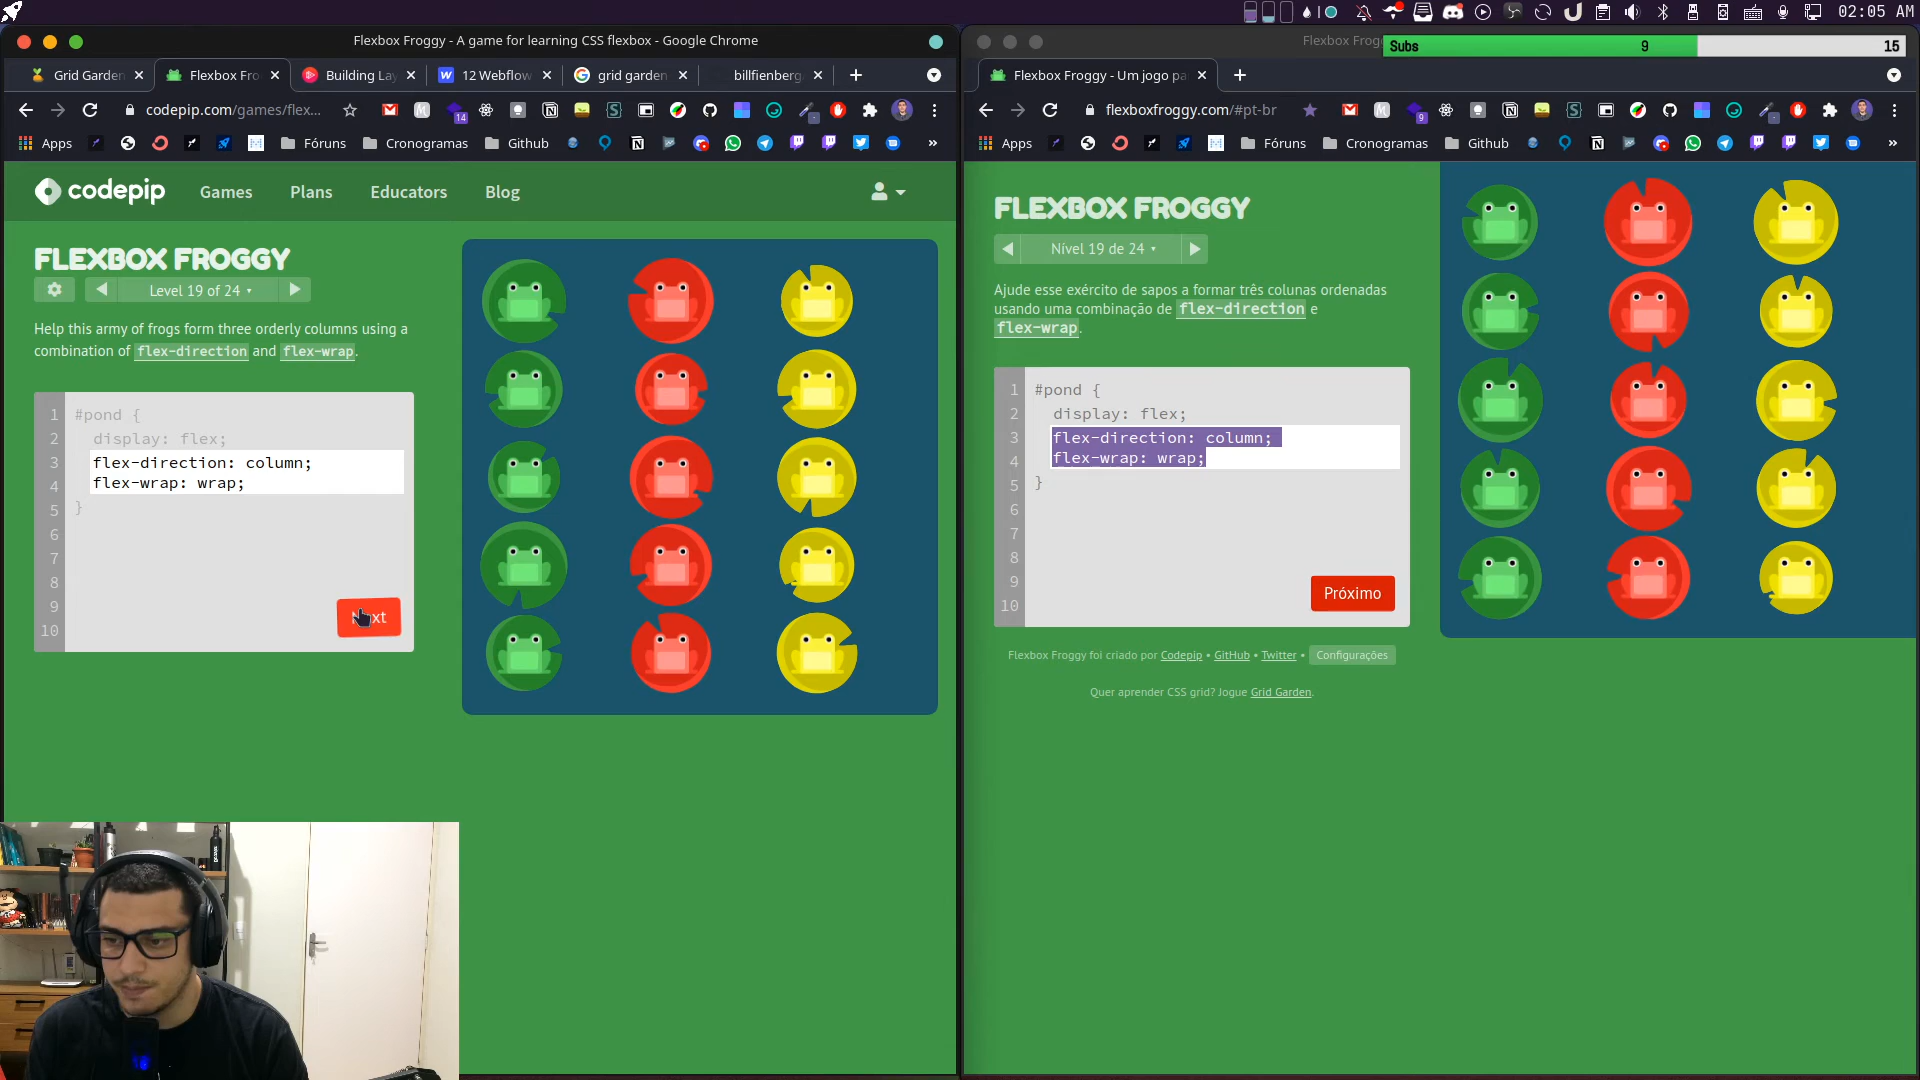 02:05 AM
Flexbox Froggy - A game for learning CSS flexbox - Google Chrome
Grid Garden
Flexbox Fro
Building Lay
12 Webflow
grid garden
billfienberg
codepip.com/games/flex...
14
Apps
Fóruns
Cronogramas
Github
»
codepip
Games
Plans
Educators
Blog
FLEXBOX FROGGY
Level 19 of 24
Help this army of frogs form three orderly columns using a
combination of flex-direction and flex-wrap.
1 #pond {
2 display: flex;
3 flex-direction: column;
4 flex-wrap: wrap;
5 }
6
7
8
9
10
Next
Flexbox Frog
Subs 9 15
Flexbox Froggy - Um jogo pa
flexboxfroggy.com/#pt-br
9
Apps
Fóruns
Cronogramas
Github
»
FLEXBOX FROGGY
Nível 19 de 24
Ajude esse exército de sapos a formar três colunas ordenadas
usando uma combinação de flex-direction e
flex-wrap.
1 #pond {
2 display: flex;
3 flex-direction: column;
4 flex-wrap: wrap;
5 }
6
7
8
9
10
Próximo
Flexbox Froggy foi criado por Codepip • GitHub • Twitter • Configurações
Quer aprender CSS grid? Jogue Grid Garden.